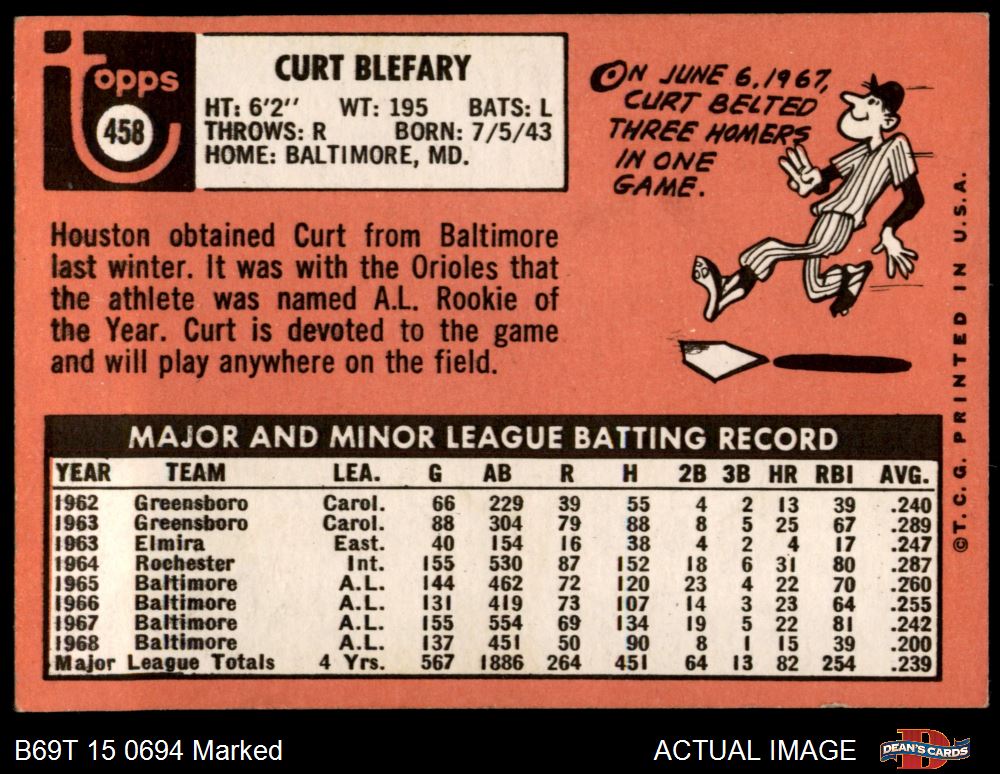 topps
458
CURT BLEFARY
HT: 6'2" WT: 195 BATS: L
THROWS: R BORN: 7/5/43
HOME: BALTIMORE, MD.
ON JUNE 6, 1967,
CURT BELTED
THREE HOMERS
IN ONE
GAME.
Houston obtained Curt from Baltimore
last winter. It was with the Orioles that
the athlete was named A.L. Rookie of
the Year. Curt is devoted to the game
and will play anywhere on the field.
MAJOR AND MINOR LEAGUE BATTING RECORD
YEAR TEAM LEA. G AB R H 2B 3B HR RBI AVG.
1962 Greensboro Carol. 66 229 39 55 4 2 13 39 .240
1963 Greensboro Carol. 88 304 79 88 8 5 25 67 .289
1963 Elmira East. 40 154 16 38 4 2 4 17 .247
1964 Rochester Int. 155 530 87 152 18 6 31 80 .287
1965 Baltimore A.L. 144 462 72 120 23 4 22 70 .260
1966 Baltimore A.L. 131 419 73 107 14 3 23 64 .255
1967 Baltimore A.L. 155 554 69 134 19 5 22 81 .242
1968 Baltimore A.L. 137 451 50 90 8 1 15 39 .200
Major League Totals 4 Yrs. 567 1886 264 451 64 13 82 254 .239
©T.C.G. PRINTED IN U.S.A.
B69T 15 0694 Marked
ACTUAL IMAGE
DEAN'S CARDS